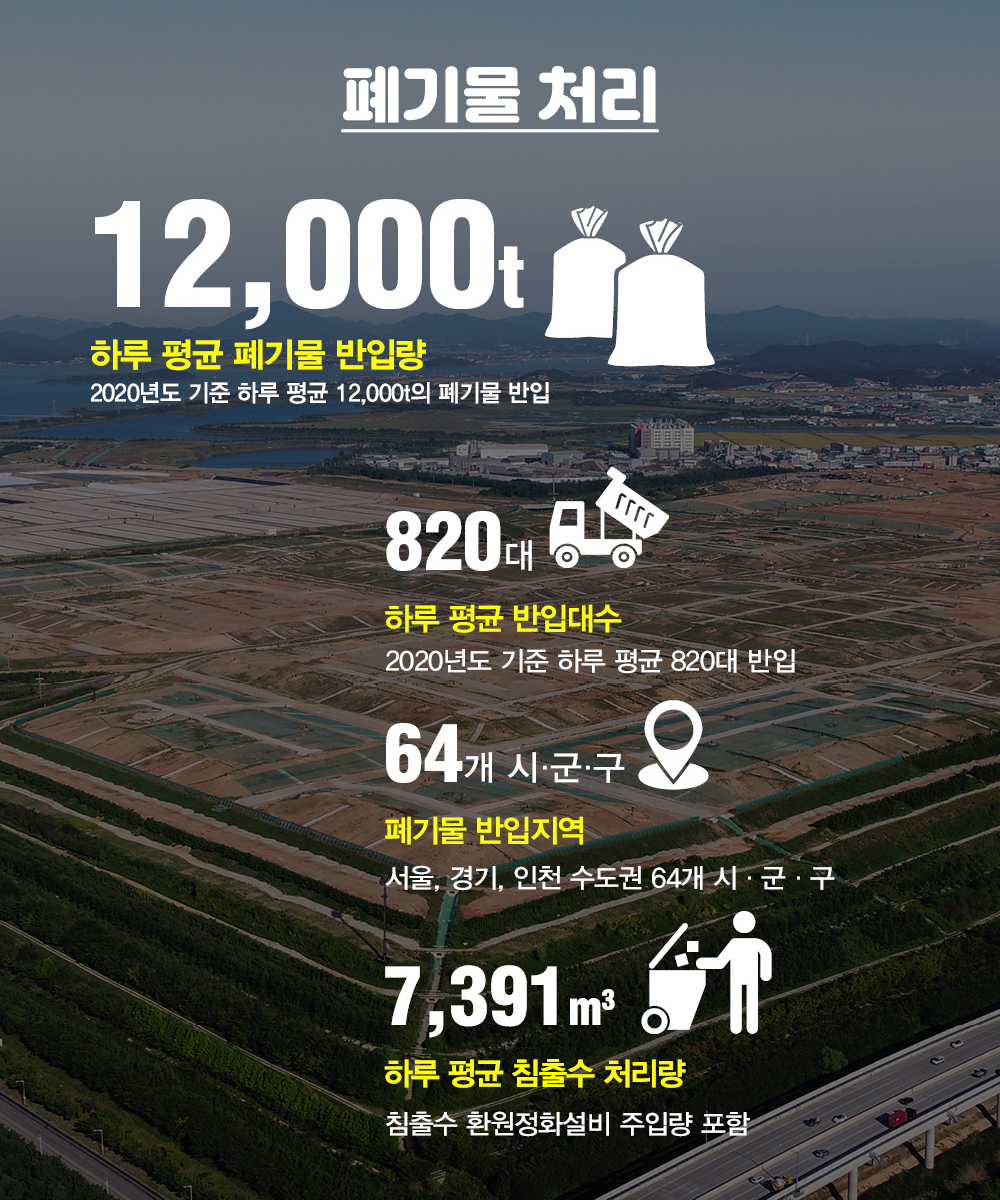 폐기물 처리
12,000t
하루 평균 폐기물 반입량
2020년도 기준 하루 평균 12,000t의 폐기물 반입
820대
하루 평균 반입대수
2020년도 기준 하루 평균 820대 반입
64개 시·군·구
폐기물 반입지역
서울, 경기, 인천 수도권 64개 시 · 군 · 구
7,391m³
하루 평균 침출수 처리량
침출수 환원정화설비 주입량 포함